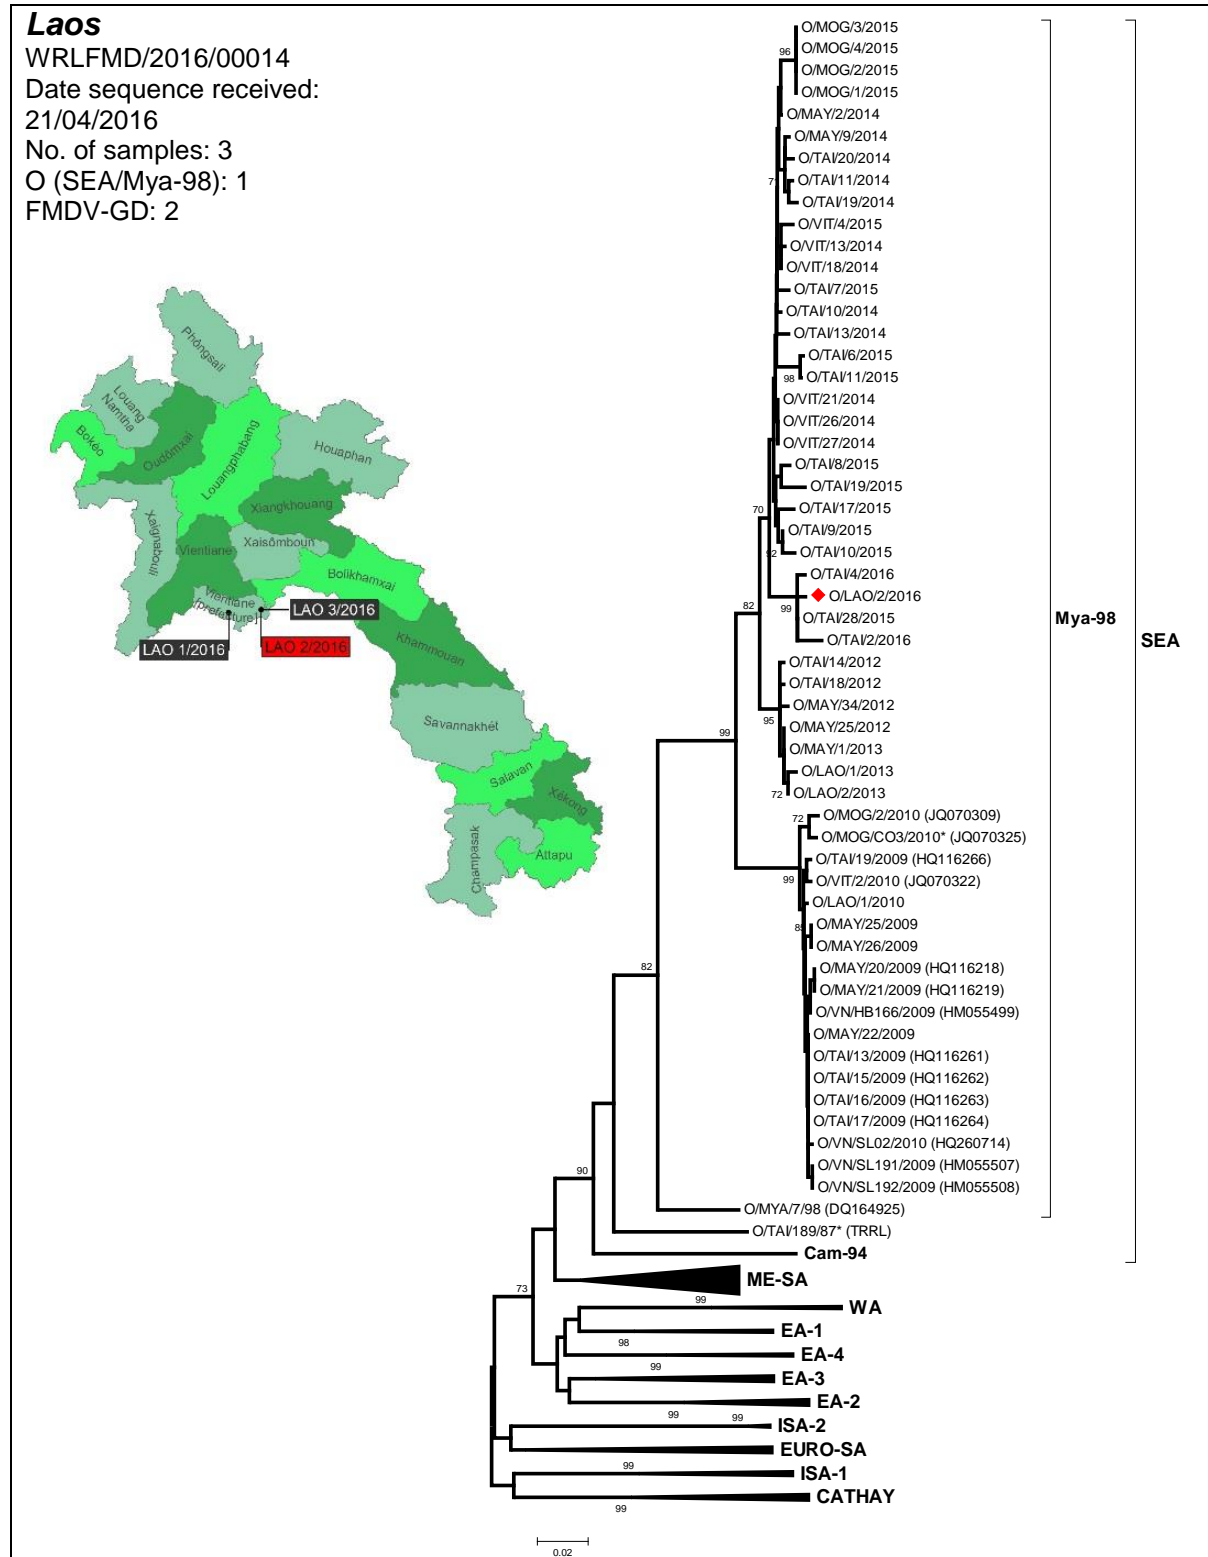 Laos
WRLFMD/2016/00014
Date sequence received:
21/04/2016
No. of samples: 3
O (SEA/Mya-98): 1
FMDV-GD: 2
Phôngsali
Louang
Namtha
Bokèo
Oudômxai
Louangphabang
Houaphan
Xiangkhouang
Xaignabouli
Vientiane
Xaisômboun
Bolikhamxai
Vientiane
[prefecture]
LAO 3/2016
LAO 1/2016
LAO 2/2016
Khammouan
Savannakhét
Salavan
Xékong
Champasak
Attapu
O/MOG/3/2015
96
O/MOG/4/2015
O/MOG/2/2015
O/MOG/1/2015
O/MAY/2/2014
O/MAY/9/2014
O/TAI/20/2014
O/TAI/11/2014
O/TAI/19/2014
O/VIT/4/2015
O/VIT/13/2014
O/VIT/18/2014
O/TAI/7/2015
O/TAI/10/2014
O/TAI/13/2014
O/TAI/6/2015
98
O/TAI/11/2015
O/VIT/21/2014
O/VIT/26/2014
O/VIT/27/2014
O/TAI/8/2015
O/TAI/19/2015
70
O/TAI/17/2015
O/TAI/9/2015
O/TAI/10/2015
O/TAI/4/2016
O/LAO/2/2016
82
99
O/TAI/28/2015
Mya-98
O/TAI/2/2016
SEA
O/TAI/14/2012
O/TAI/18/2012
O/MAY/34/2012
95
O/MAY/25/2012
99
O/MAY/1/2013
O/LAO/1/2013
72
O/LAO/2/2013
72
O/MOG/2/2010 (JQ070309)
O/MOG/CO3/2010* (JQ070325)
O/TAI/19/2009 (HQ116266)
99
O/VIT/2/2010 (JQ070322)
O/LAO/1/2010
O/MAY/25/2009
O/MAY/26/2009
82
O/MAY/20/2009 (HQ116218)
O/MAY/21/2009 (HQ116219)
O/VN/HB166/2009 (HM055499)
O/MAY/22/2009
O/TAI/13/2009 (HQ116261)
O/TAI/15/2009 (HQ116262)
O/TAI/16/2009 (HQ116263)
O/TAI/17/2009 (HQ116264)
O/VN/SL02/2010 (HQ260714)
90
O/VN/SL191/2009 (HM055507)
O/VN/SL192/2009 (HM055508)
O/MYA/7/98 (DQ164925)
O/TAI/189/87* (TRRL)
Cam-94
ME-SA
73
99
WA
EA-1
98
EA-4
99
EA-3
EA-2
99
99
ISA-2
EURO-SA
99
ISA-1
CATHAY
99
0.02